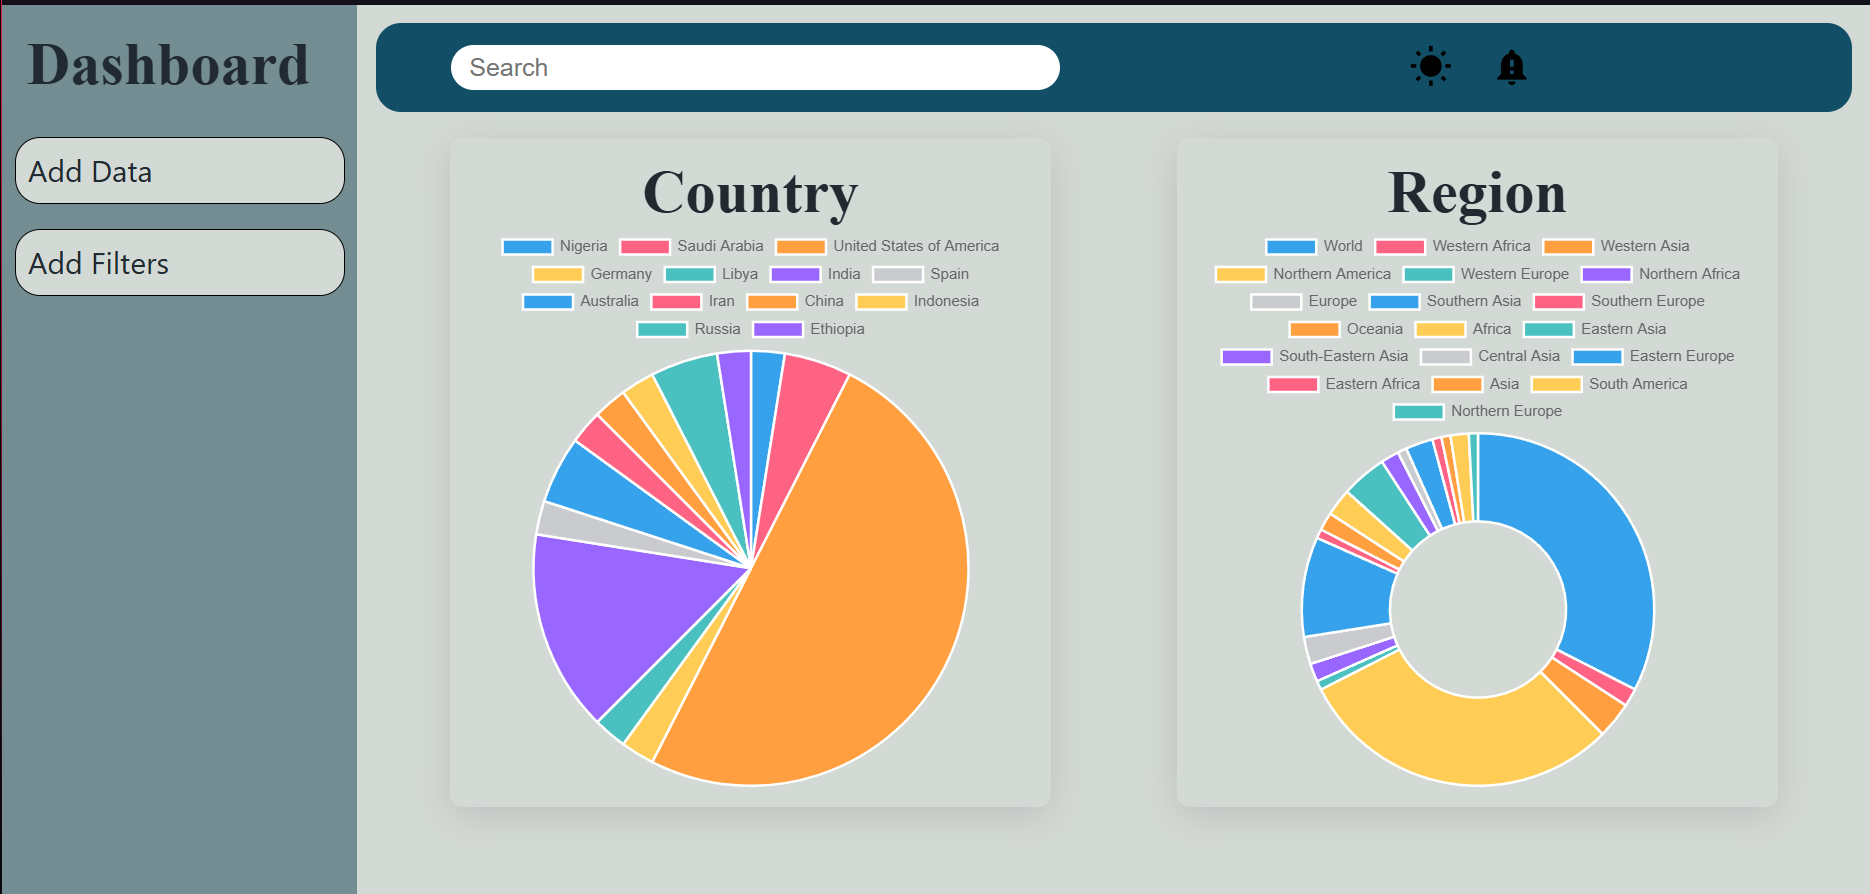 Dashboard
Add Data
Add Filters
Search
Country
Nigeria Saudi Arabia United States of America
Germany Libya India Spain
Australia Iran China Indonesia
Russia Ethiopia
Region
World Western Africa Western Asia
Northern America Western Europe Northern Africa
Europe Southern Asia Southern Europe
Oceania Africa Eastern Asia
South-Eastern Asia Central Asia Eastern Europe
Eastern Africa Asia South America
Northern Europe